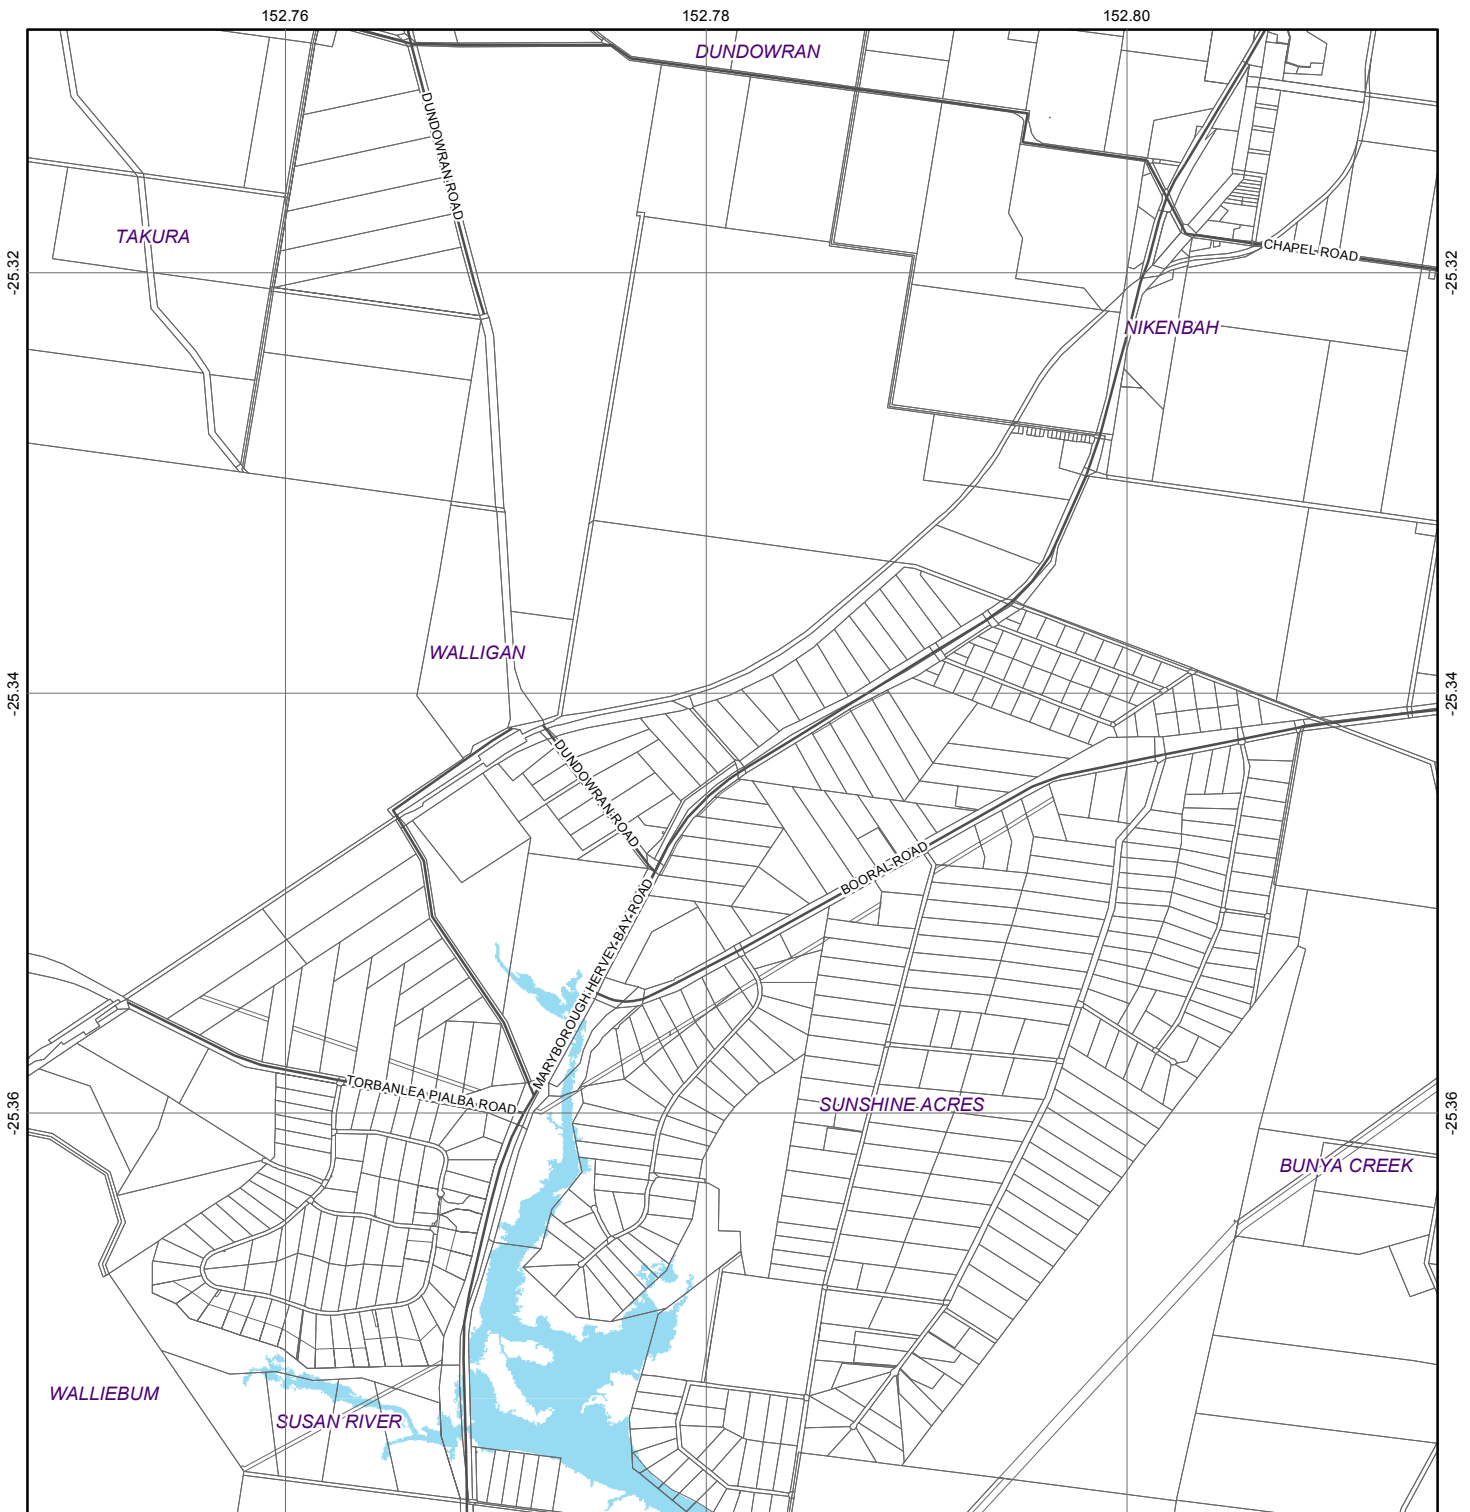 152.76
152.78
152.80
DUNDOWRAN
DUNDOWRAN ROAD
TAKURA
CHAPEL ROAD
-25.32
-25.32
NIKENBAH
WALLIGAN
-25.34
-25.34
DUNDOWRAN ROAD
BOORAL ROAD
MARYBOROUGH HERVEY BAY ROAD
TORBANLEA PIALBA ROAD
SUNSHINE ACRES
-25.36
-25.36
BUNYA CREEK
WALLIEBUM
SUSAN RIVER